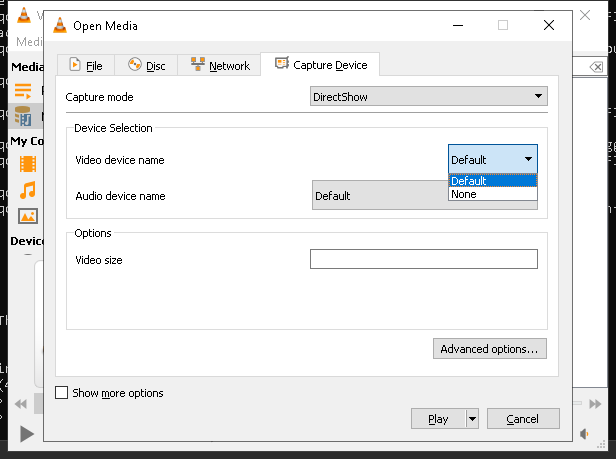 Open Media
V
Medi
File
Disc
Network
Capture Device
Media
Capture mode
DirectShow
Device Selection
Video device name
Default
Default
None
Audio device name
Default
My Co
Device
Options
Video size
Advanced options...
Show more options
Play
Cancel